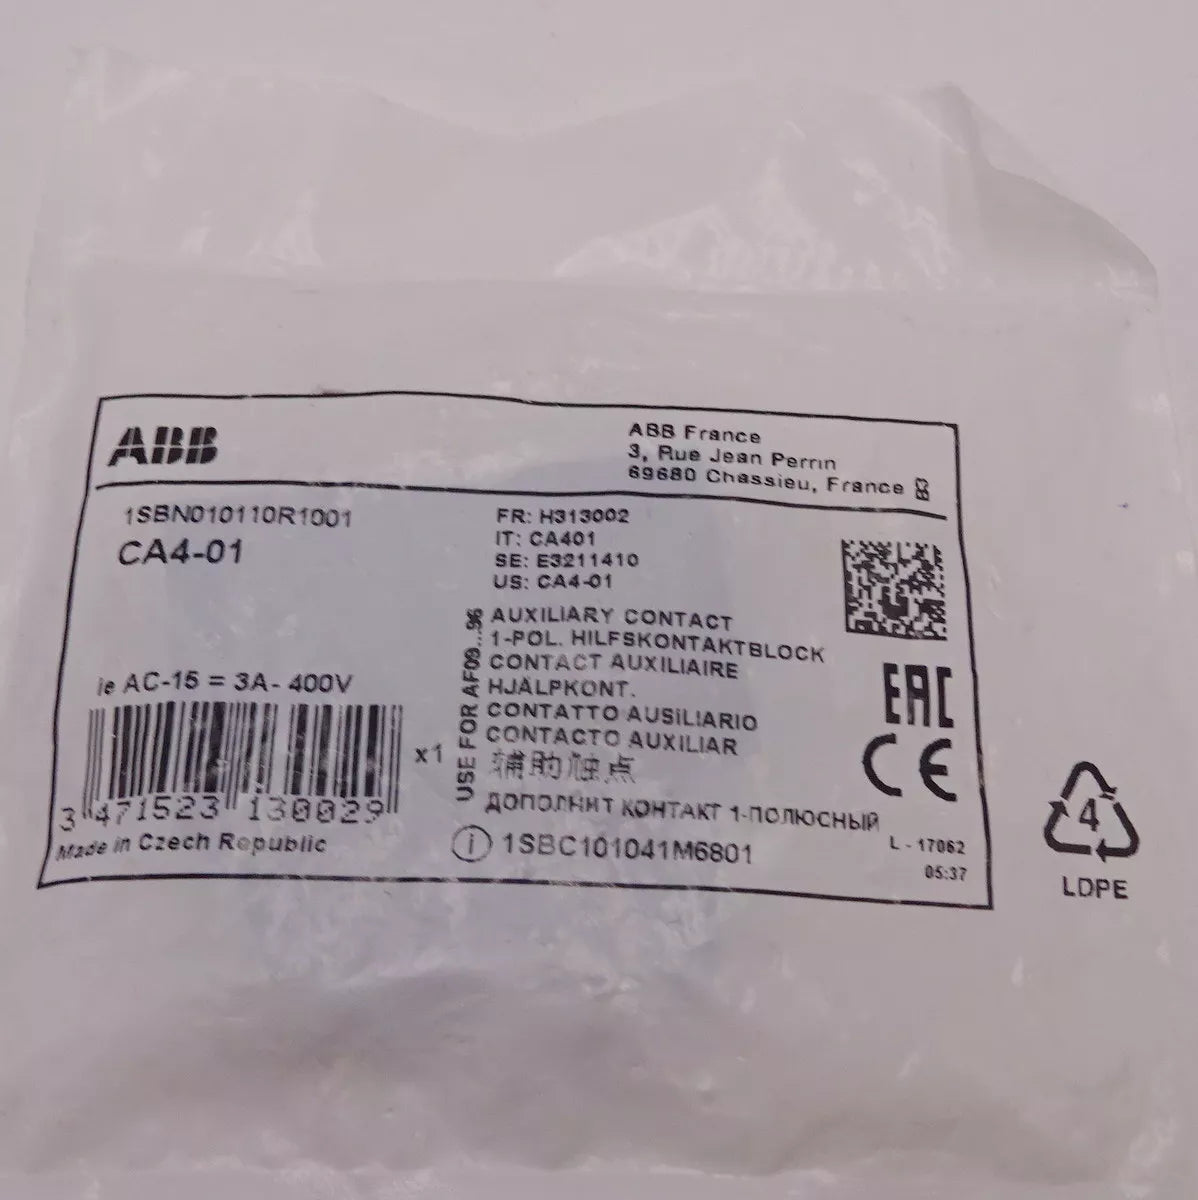 ABB
ABB France
3, Rue Jean Perrin
69680 Chassieu, France
1SBN010110R1001
CA4-01
FR: H313002
IT: CA401
SE: E3211410
US: CA4-01
USE FOR AF09...96
AUXILIARY CONTACT
1-POL. HILFSKONTAKTBLOCK
CONTACT AUXILIAIRE
HJÄLPKONT.
CONTATTO AUSILIARIO
CONTACTO AUXILIAR
辅助触点
ДОПОЛНИТ КОНТАКТ 1-ПОЛЮСНЫЙ
ie AC-15 = 3A - 400V
x1
3 471523 130029
Made in Czech Republic
i 1SBC101041M6801
EAC
CE
L - 17062
05:37
4
LDPE